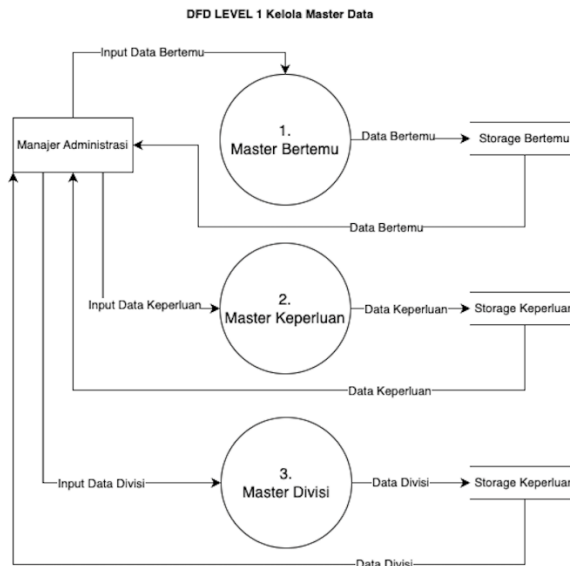 DFD LEVEL 1 Kelola Master Data
Input Data Bertemu
Manajer Administrasi
1.
Master Bertemu
Data Bertemu
Storage Bertemu
Data Bertemu
Input Data Keperluan
2.
Master Keperluan
Data Keperluan
Storage Keperluan
Data Keperluan
Input Data Divisi
3.
Master Divisi
Data Divisi
Storage Keperluan
Data Divisi